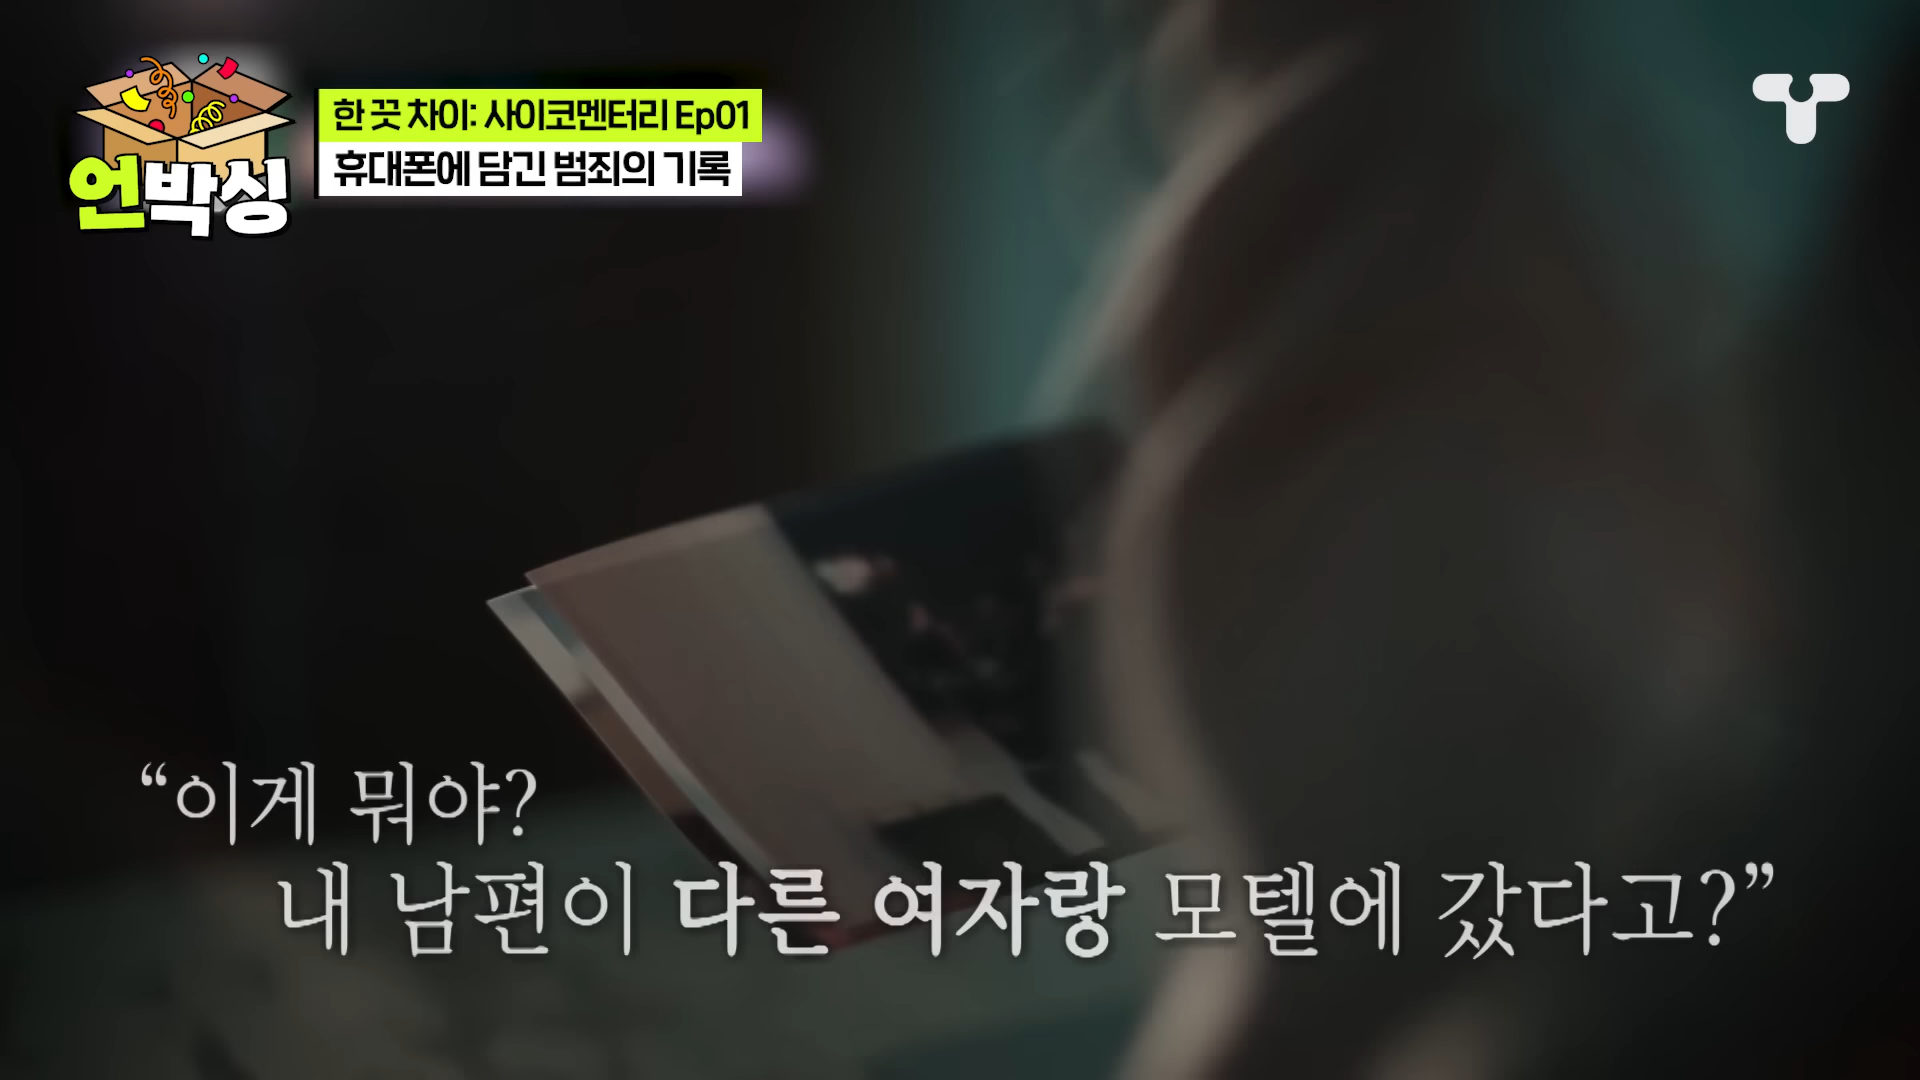 언박싱
한 끗 차이: 사이코멘터리 Ep01
휴대폰에 담긴 범죄의 기록
“이게 뭐야?
내 남편이 다른 여자랑 모텔에 갔다고?”